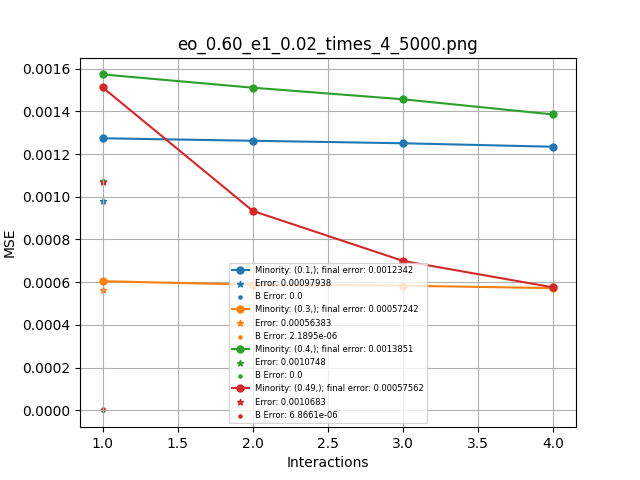 eo_0.60_e1_0.02_times_4_5000.png
MSE
0.0016
0.0014
0.0012
0.0010
0.0008
0.0006
0.0004
0.0002
0.0000
Minority: (0.1,); final error: 0.0012342
Error: 0.00097938
B Error: 0.0
Minority: (0.3,); final error: 0.00057242
Error: 0.00056383
B Error: 2.1895e-06
Minority: (0.4,); final error: 0.0013851
Error: 0.0010748
B Error: 0.0
Minority: (0.49,); final error: 0.00057562
Error: 0.0010683
B Error: 6.8661e-06
1.0 1.5 2.0 2.5 3.0 3.5 4.0
Interactions